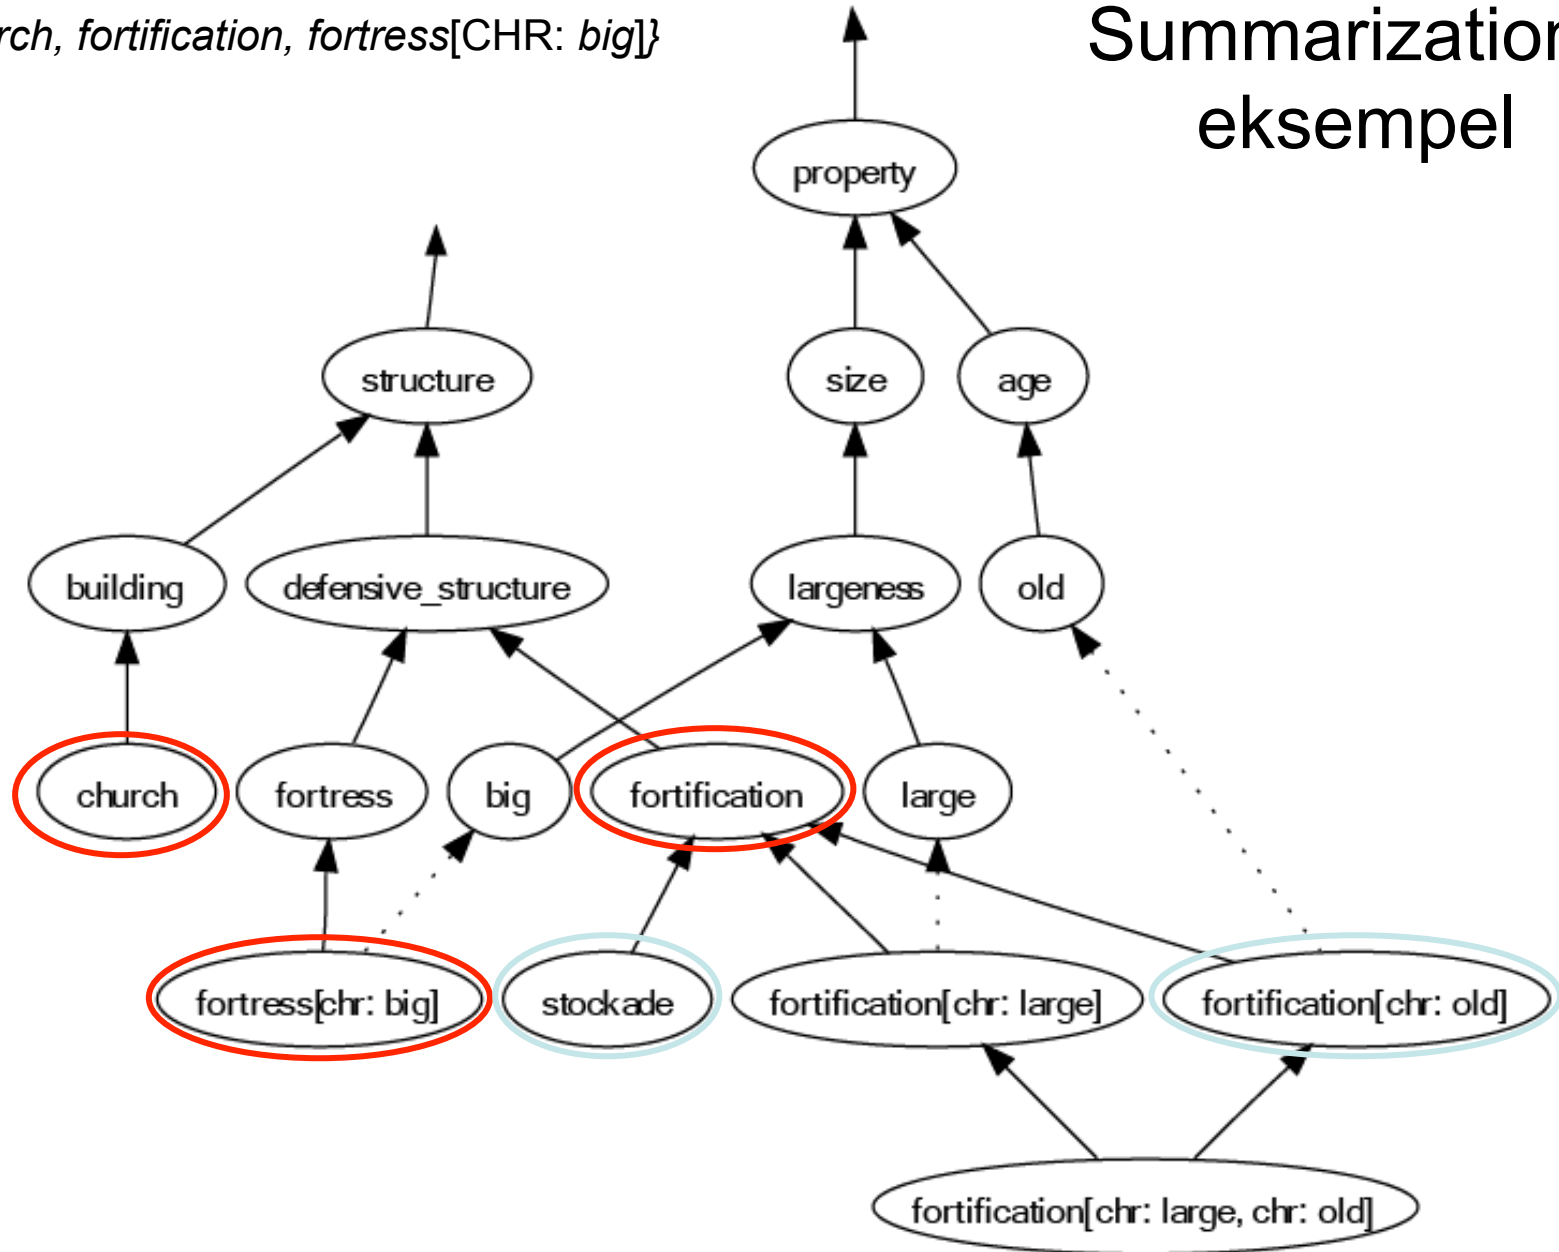 rch, fortification, fortress[CHR: big]}
Summarization
eksempel
property
structure
size
age
building
defensive_structure
largeness
old
church
fortress
big
fortification
large
fortress[chr: big]
stockade
fortification[chr: large]
fortification[chr: old]
fortification[chr: large, chr: old]